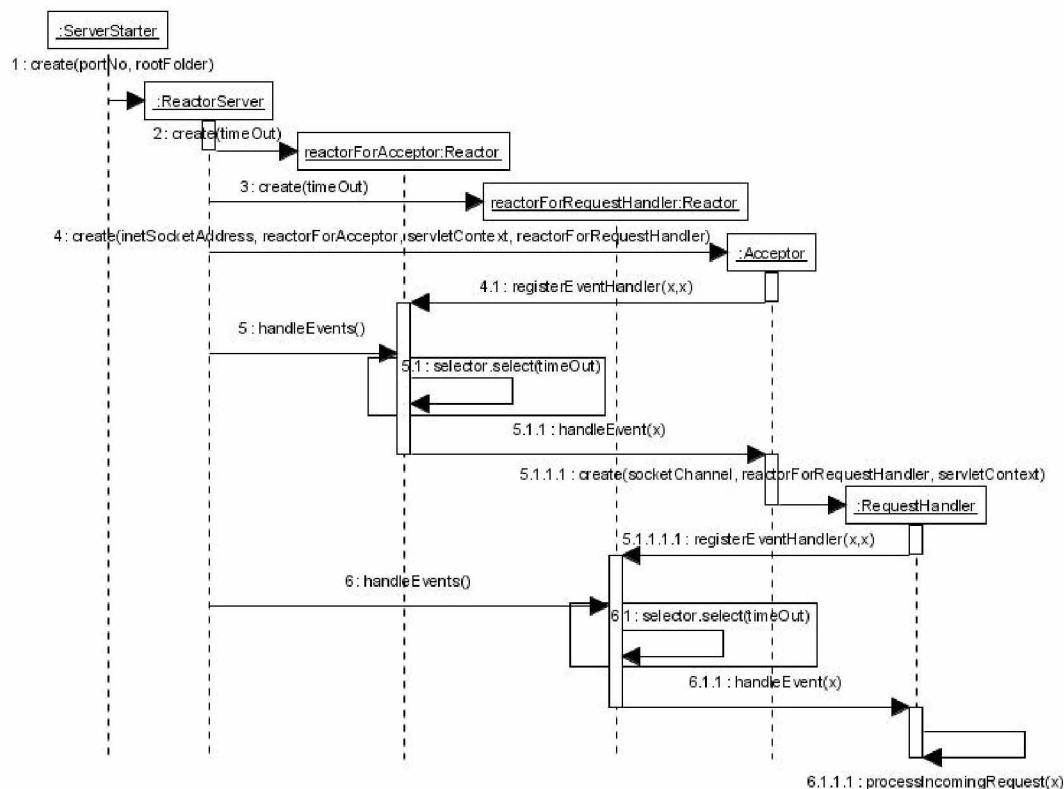 :ServerStarter
1 : create(portNo, rootFolder)
:ReactorServer
2 : create(timeOut)
reactorForAcceptor:Reactor
3 : create(timeOut)
reactorForRequestHandler:Reactor
4 : create(inetSocketAddress, reactorForAcceptor, servletContext, reactorForRequestHandler)
:Acceptor
4.1 : registerEventHandler(x,x)
5 : handleEvents()
5.1 : selector.select(timeOut)
5.1.1 : handleEvent(x)
5.1.1.1 : create(socketChannel, reactorForRequestHandler, servletContext)
:RequestHandler
5.1.1.1.1 : registerEventHandler(x,x)
6 : handleEvents()
6.1 : selector.select(timeOut)
6.1.1 : handleEvent(x)
6.1.1.1 : processIncomingRequest(x)